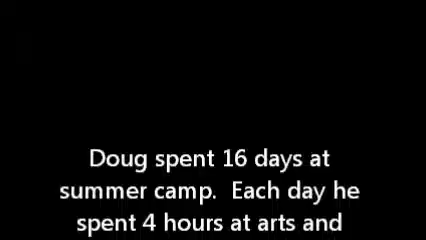 Doug spent 16 days at
summer camp.  Each day he
spent 4 hours at arts and